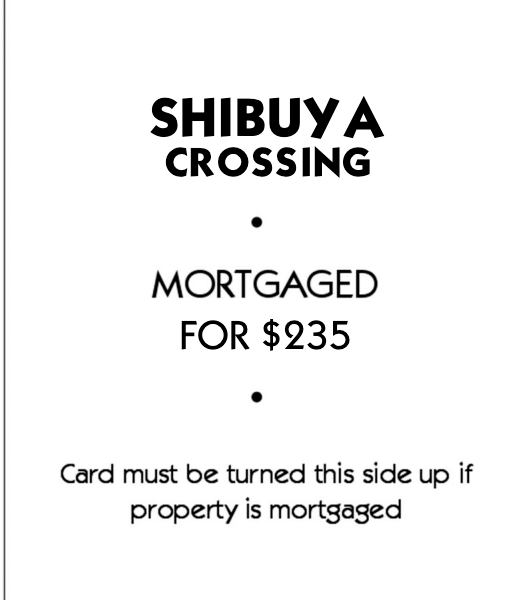 SHIBUYA
CROSSING
•
MORTGAGED
FOR $235
•
Card must be turned this side up if
property is mortgaged